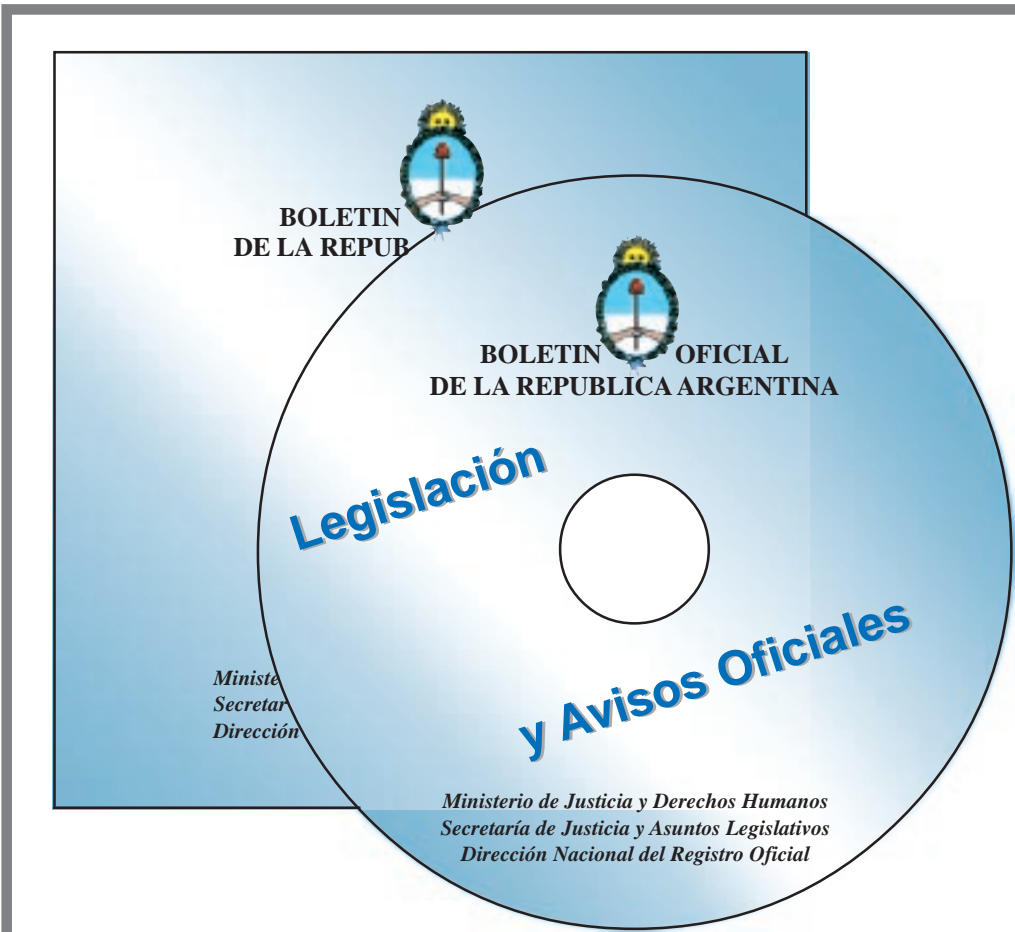 BOLETIN
DE LA REPUB
BOLETIN OFICIAL
DE LA REPUBLICA ARGENTINA
Legislación
y Avisos Oficiales
Ministe
Secretar
Dirección
Ministerio de Justicia y Derechos Humanos
Secretaría de Justicia y Asuntos Legislativos
Dirección Nacional del Registro Oficial